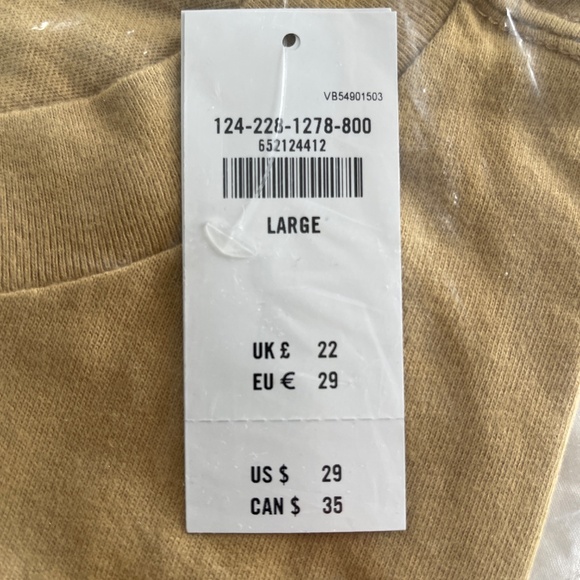 VB54901503
124-228-1278-800
652124412
LARGE
UK £ 22
EU € 29
US $ 29
CAN $ 35